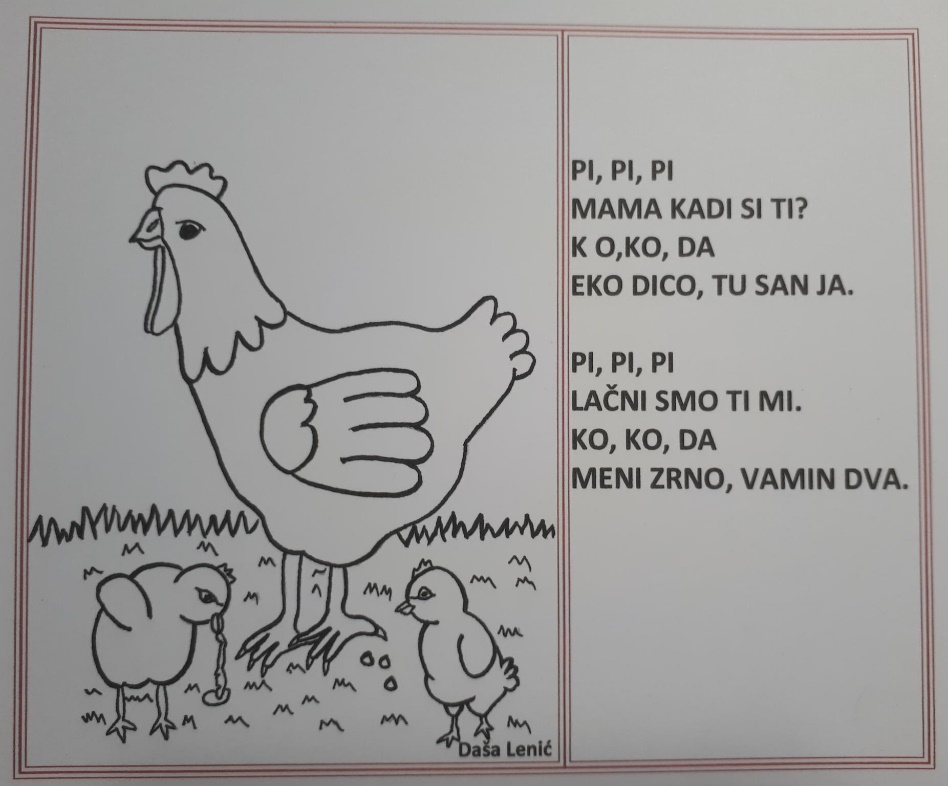 PI, PI, PI
MAMA KADI SI TI?
K O,KO, DA
EKO DICO, TU SAN JA.
PI, PI, PI
LAČNI SMO TI MI.
KO, KO, DA
MENI ZRNO, VAMIN DVA.
Daša Lenić